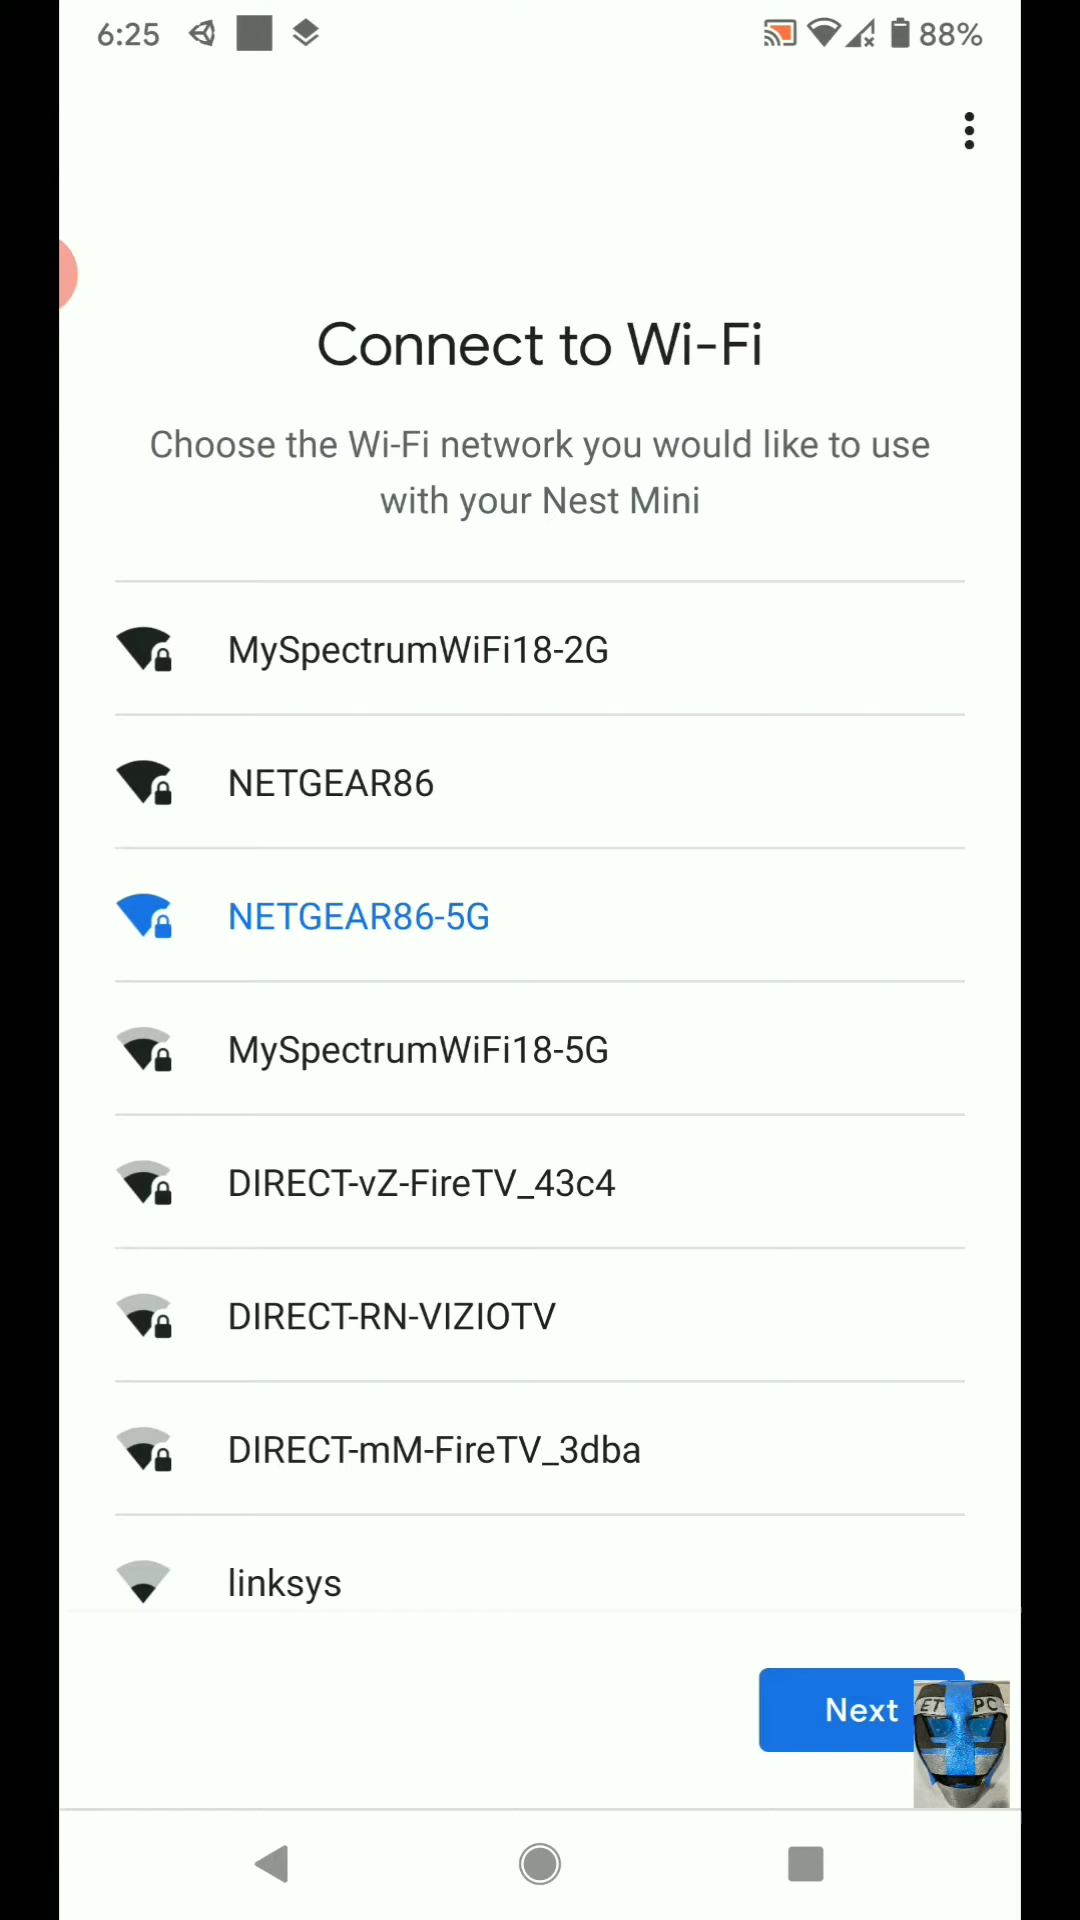 6:25
88%
Connect to Wi-Fi
Choose the Wi-Fi network you would like to use
with your Nest Mini
MySpectrumWiFi18-2G
NETGEAR86
NETGEAR86-5G
MySpectrumWiFi18-5G
DIRECT-vZ-FireTV_43c4
DIRECT-RN-VIZIOTV
DIRECT-mM-FireTV_3dba
linksys
Next
ET PC